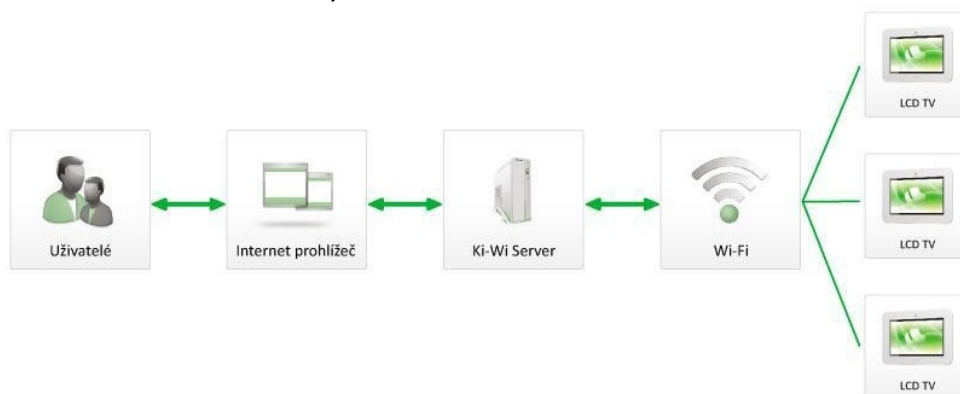 LCD TV
Uživatelé
Internet prohlížeč
Ki-Wi Server
Wi-Fi
LCD TV
LCD TV